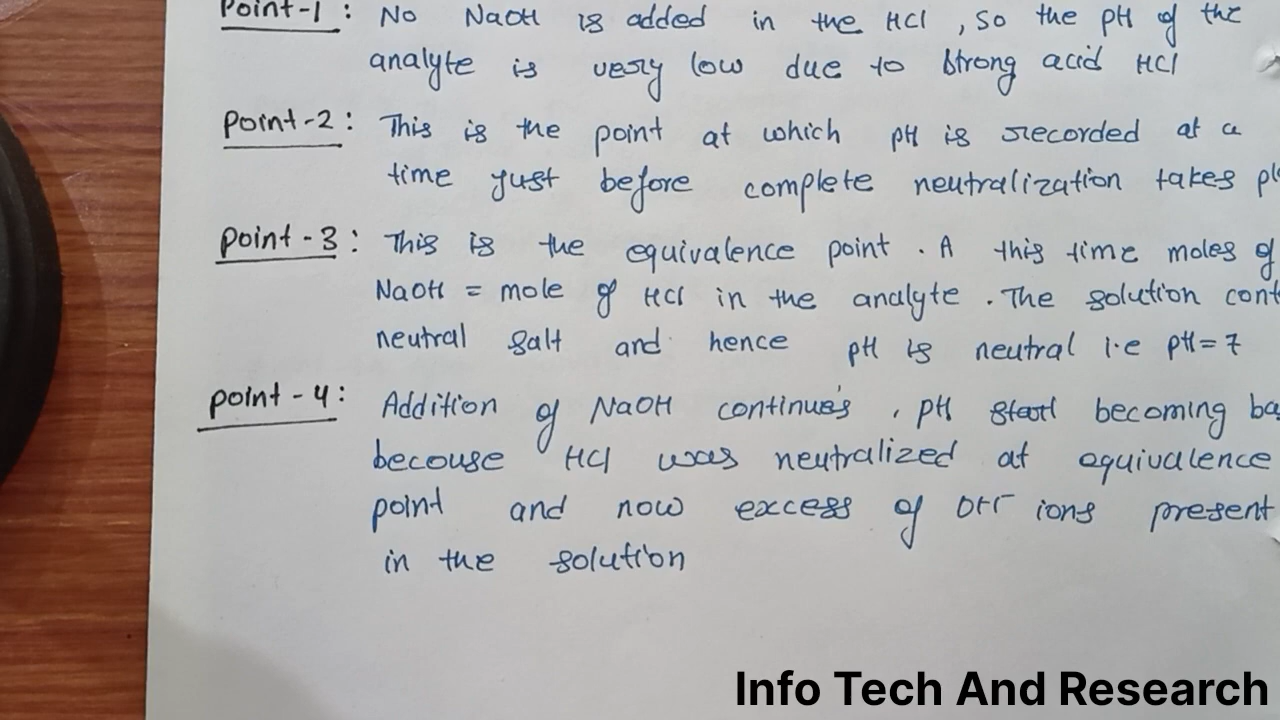 Point-1 : No NaOH is added in the HCl , so the pH of the
analyte is very low due to strong acid HCl
Point-2 : This is the point at which pH is recorded at a
time just before complete neutralization takes
point - 3 : This is the equivalence point . A this time moles of
NaOH = mole of HCl in the analyte . The solution
neutral salt and hence pH is neutral i.e pH = 7
point - 4 : Addition of NaOH continues , pH start becoming
becouse HCl was neutralized at equivalence
point and now excess of OH⁻ ions present
in the solution
Info Tech And Research